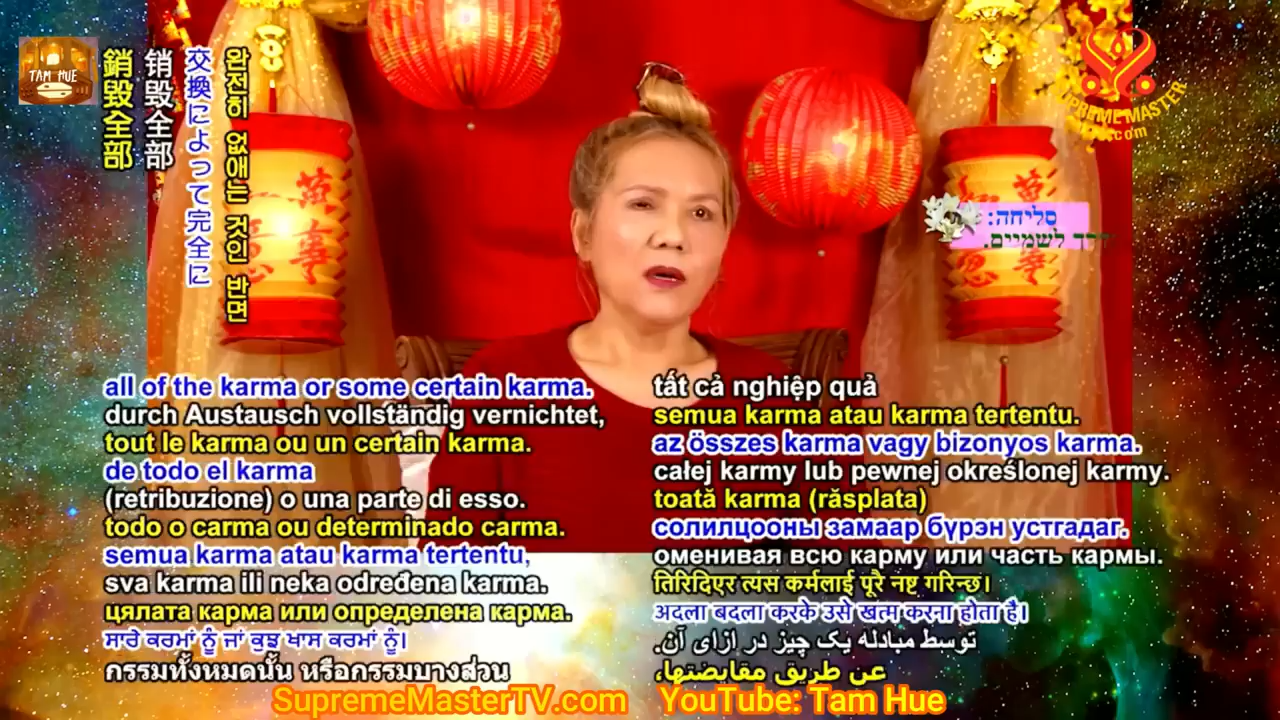 TAM HUE
銷毀全部
销毁全部
交換によって完全に
완전히 없애는 것인 반면
SUPREME MASTER
סליחה:
דרך לשמיים.
all of the karma or some certain karma.
durch Austausch vollständig vernichtet,
tout le karma ou un certain karma.
de todo el karma
(retribuzione) o una parte di esso.
todo o carma ou determinado carma.
semua karma atau karma tertentu,
sva karma ili neka određena karma.
цялата карма или определена карма.
ਸਾਰੇ ਕਰਮਾਂ ਨੂੰ ਜਾਂ ਕੁਝ ਖਾਸ ਕਰਮਾਂ ਨੂੰ।
กรรมทั้งหมดนั้น หรือกรรมบางส่วน
tất cả nghiệp quả
semua karma atau karma tertentu.
az összes karma vagy bizonyos karma.
całej karmy lub pewnej określonej karmy.
toată karma (răsplata)
солилцооны замаар бүрэн устгадаг.
оменивая всю карму или часть кармы.
तिरिदिएर त्यस कर्मलाई पूरै नष्ट गरिन्छ।
अदला बदला करके उसे खत्म करना होता है।
توسط مبادله یک چیز در ازای آن.
عن طريق مقايضتها،
SupremeMasterTV.com YouTube: Tam Hue